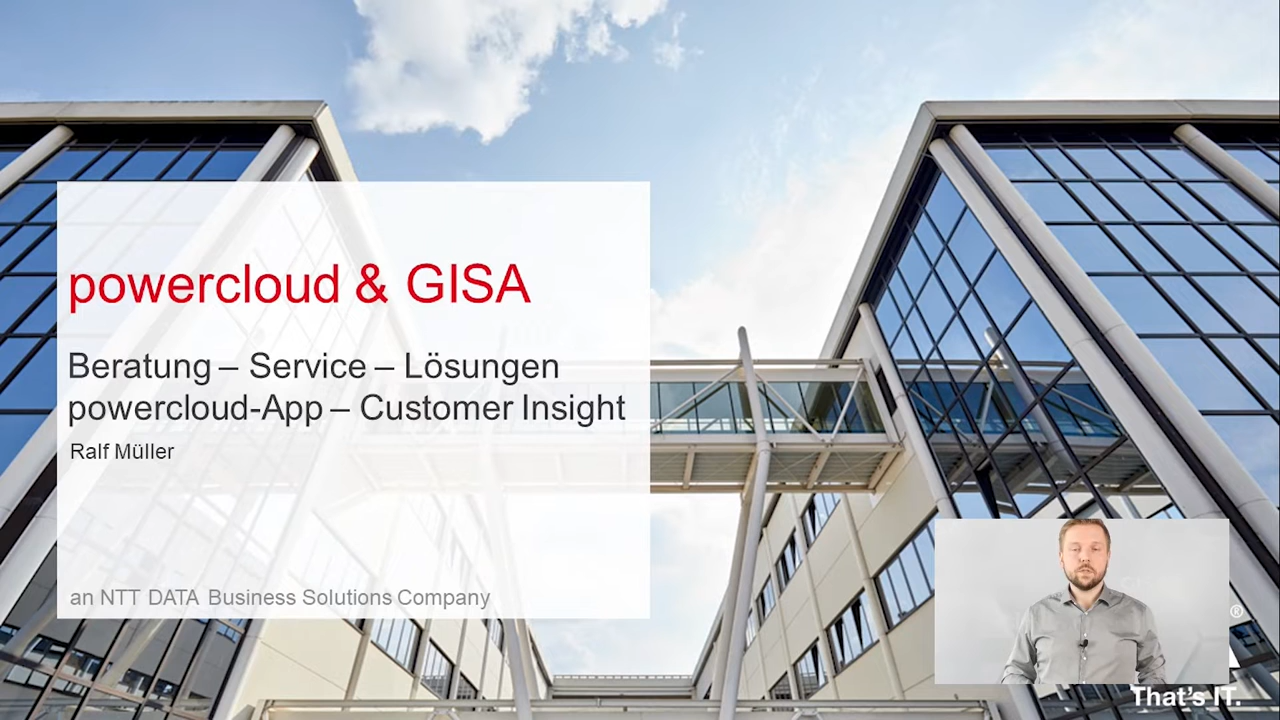 powercloud & GISA
Beratung – Service – Lösungen
powercloud-App – Customer Insight
Ralf Müller
an NTT DATA Business Solutions Company
®
That's IT.